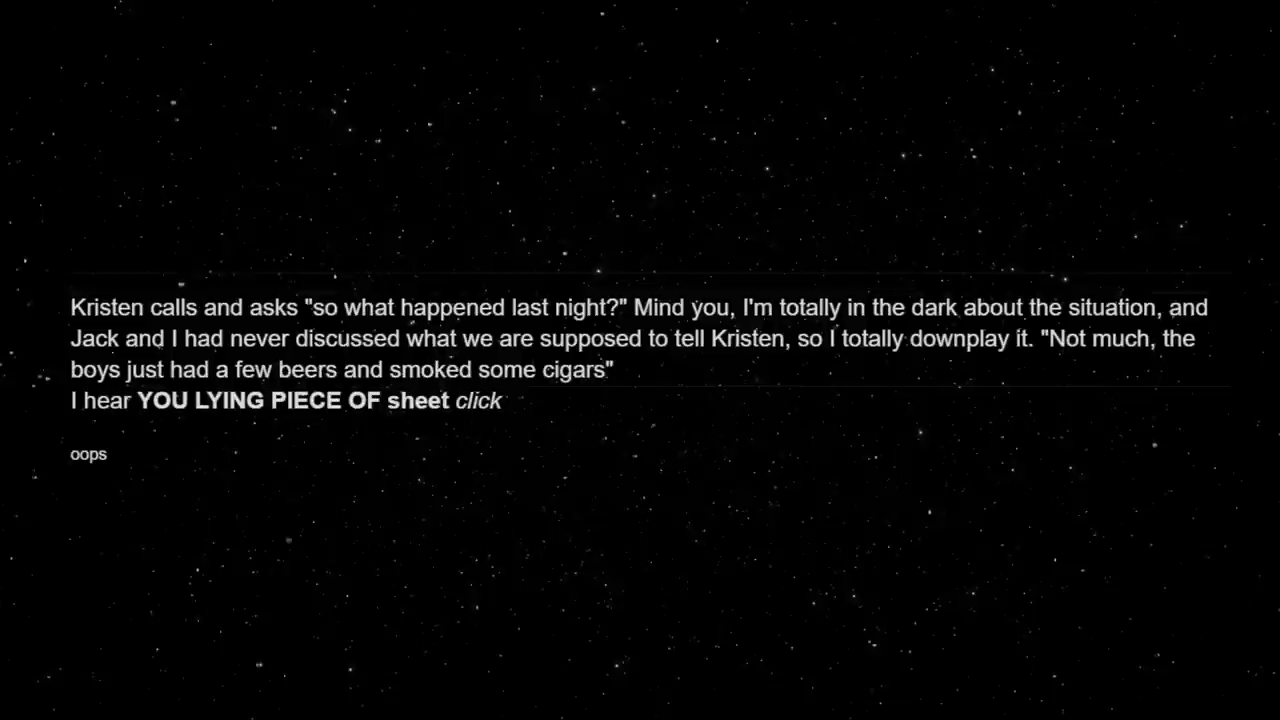 Kristen calls and asks "so what happened last night?" Mind you, I'm totally in the dark about the situation, and
Jack and I had never discussed what we are supposed to tell Kristen, so I totally downplay it. "Not much, the
boys just had a few beers and smoked some cigars"
I hear YOU LYING PIECE OF sheet click
oops